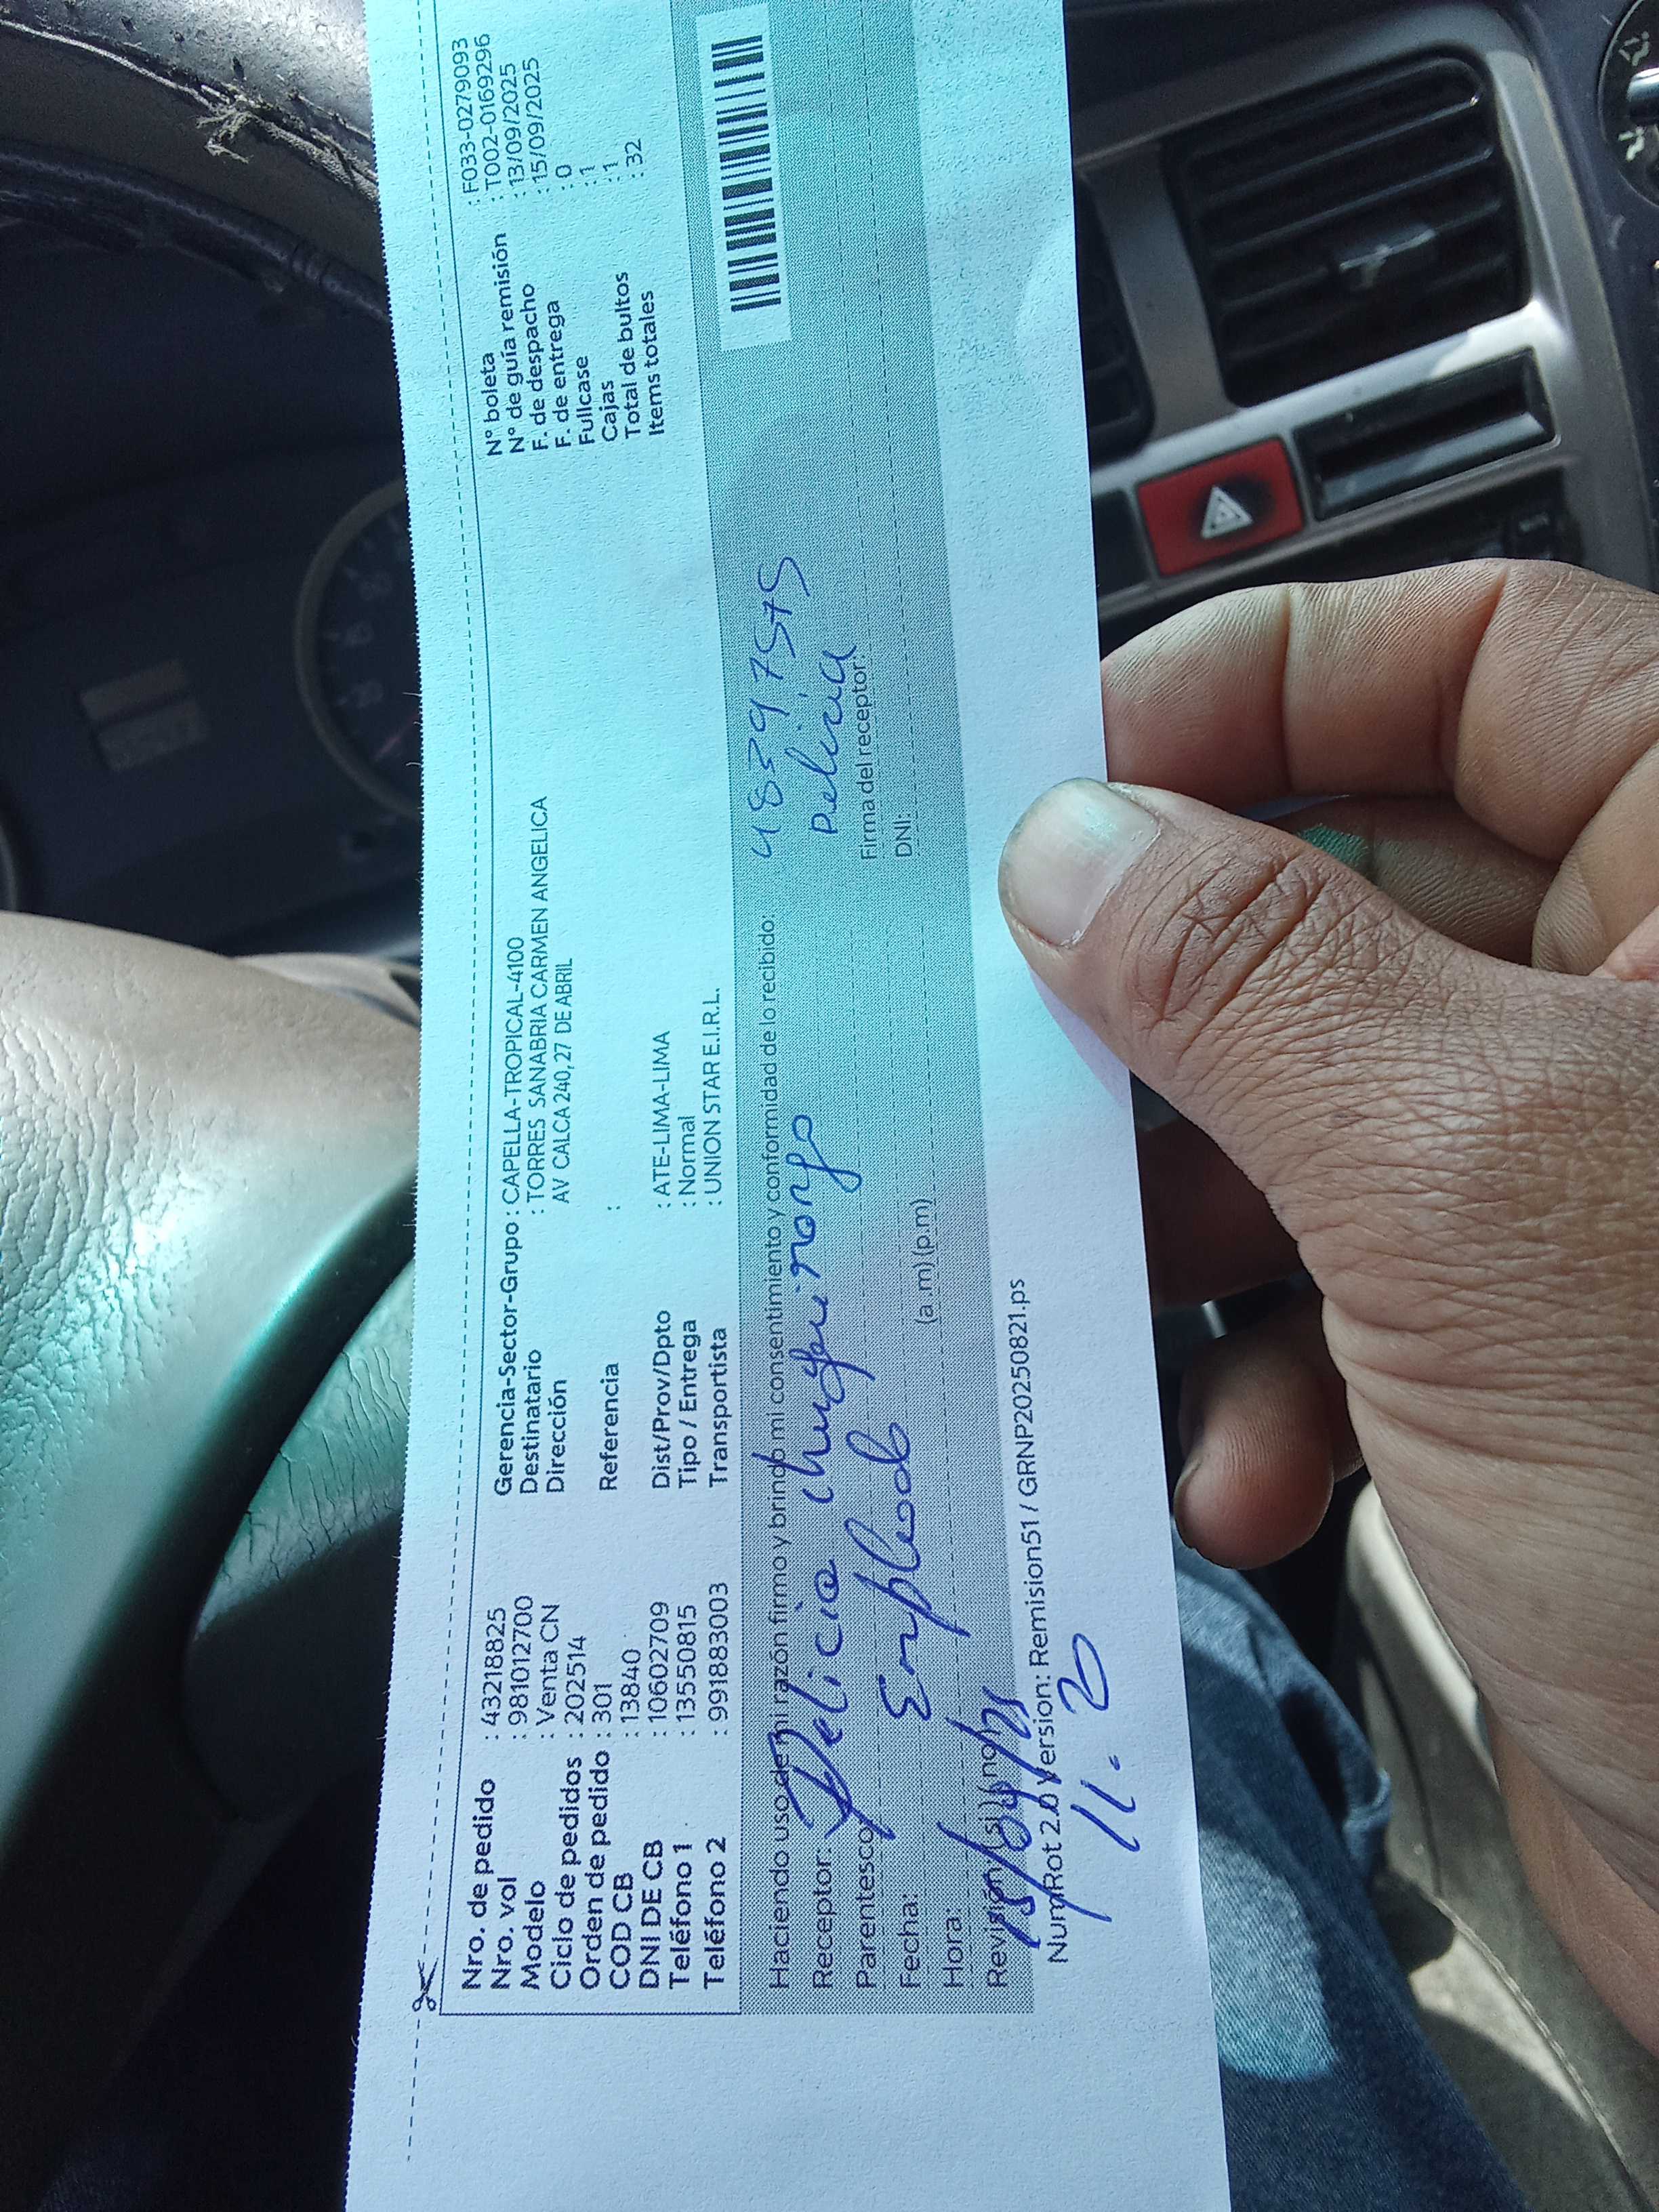 Nro. de pedido : 43218825
Nro. vol : 981012700
Modelo : Venta CN
Ciclo de pedidos : 202514
Orden de pedido : 301
COD CB : 13840
DNI DE CB : 10602709
Teléfono 1 : 13550815
Teléfono 2 : 991883003
Gerencia-Sector-Grupo : CAPELLA-TROPICAL-4100
Destinatario : TORRES SANABRIA CARMEN ANGELICA
Dirección AV CALCA 240, 27 DE ABRIL
Referencia :
Dist/Prov/Dpto : ATE-LIMA-LIMA
Tipo / Entrega : Normal
Transportista : UNION STAR E.I.R.L.
N° boleta : F033-0279093
N° de guía remisión : T002-0169296
F. de despacho : 13/09/2025
F. de entrega : 15/09/2025
Fullcase : 0
Cajas : 1
Total de bultos : 1
Items totales : 32
Haciendo uso de mi razón firmo y brindo mi consentimiento y conformidad de lo recibido:
Receptor: Delicia
Parentesco: Empleado
Fecha:
Hora: (a.m) (p.m)
Revisión: (si) (no)
15/09/25
Delicia
Firma del receptor:
DNI:
NumRot 2.0 Version: Remision51 / GRNP20250821.ps